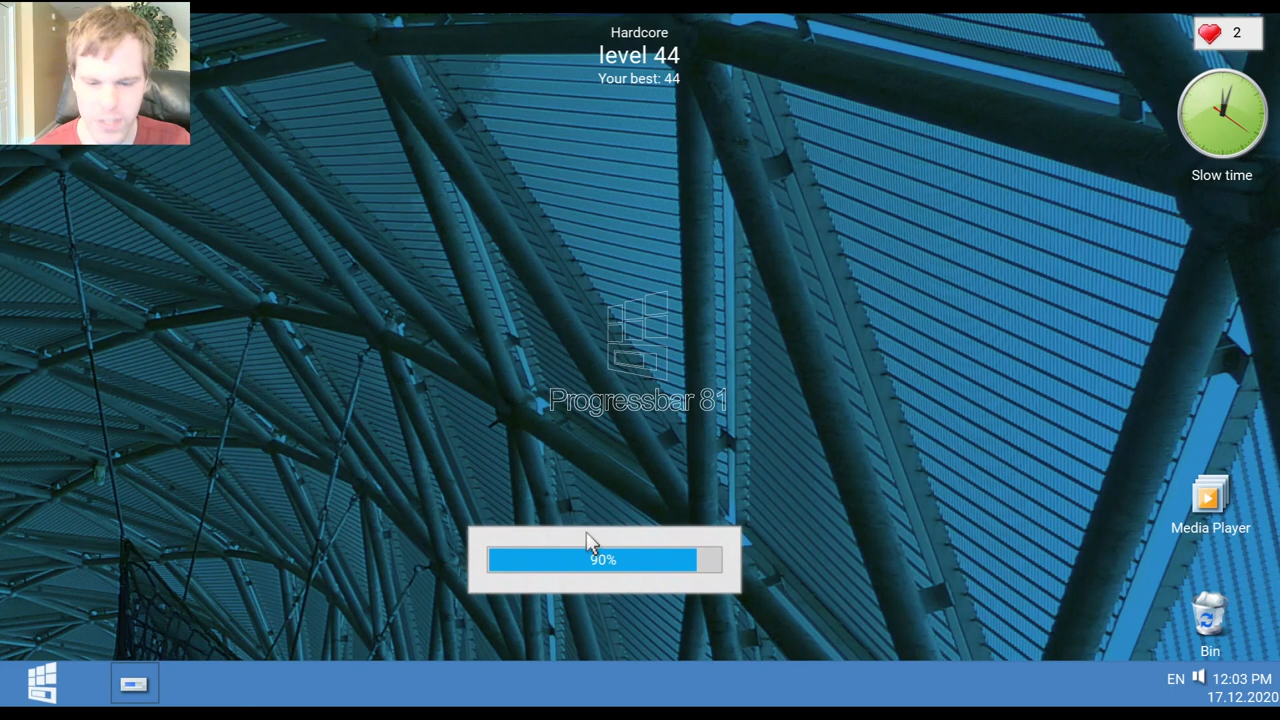 Hardcore
level 44
Your best: 44
2
Slow time
Progressbar 81
90%
Media Player
Bin
EN 12:03 PM
17.12.2020